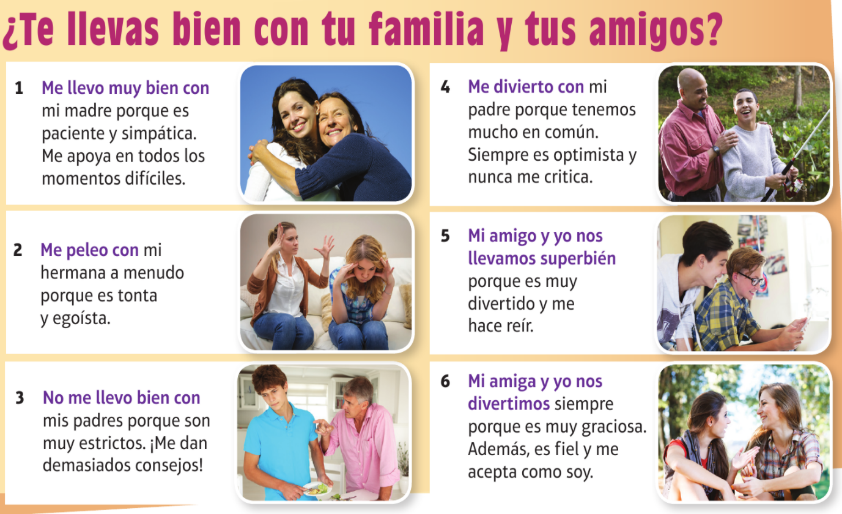 ¿Te llevas bien con tu familia y tus amigos?
1 Me llevo muy bien con
mi madre porque es
paciente y simpática.
Me apoya en todos los
momentos difíciles.
2 Me peleo con mi
hermana a menudo
porque es tonta
y egoísta.
3 No me llevo bien con
mis padres porque son
muy estrictos. ¡Me dan
demasiados consejos!
4 Me divierto con mi
padre porque tenemos
mucho en común.
Siempre es optimista y
nunca me critica.
5 Mi amigo y yo nos
llevamos superbién
porque es muy
divertido y me
hace reír.
6 Mi amiga y yo nos
divertimos siempre
porque es muy graciosa.
Además, es fiel y me
acepta como soy.